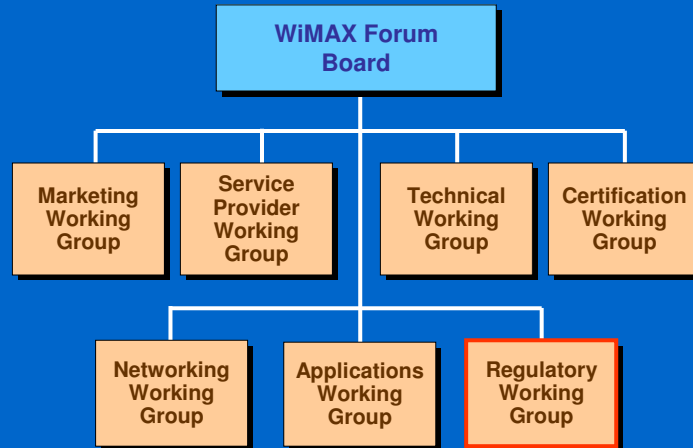 WiMAX Forum
Board
Marketing
Working
Group
Service
Provider
Working
Group
Technical
Working
Group
Certification
Working
Group
Networking
Working
Group
Applications
Working
Group
Regulatory
Working
Group